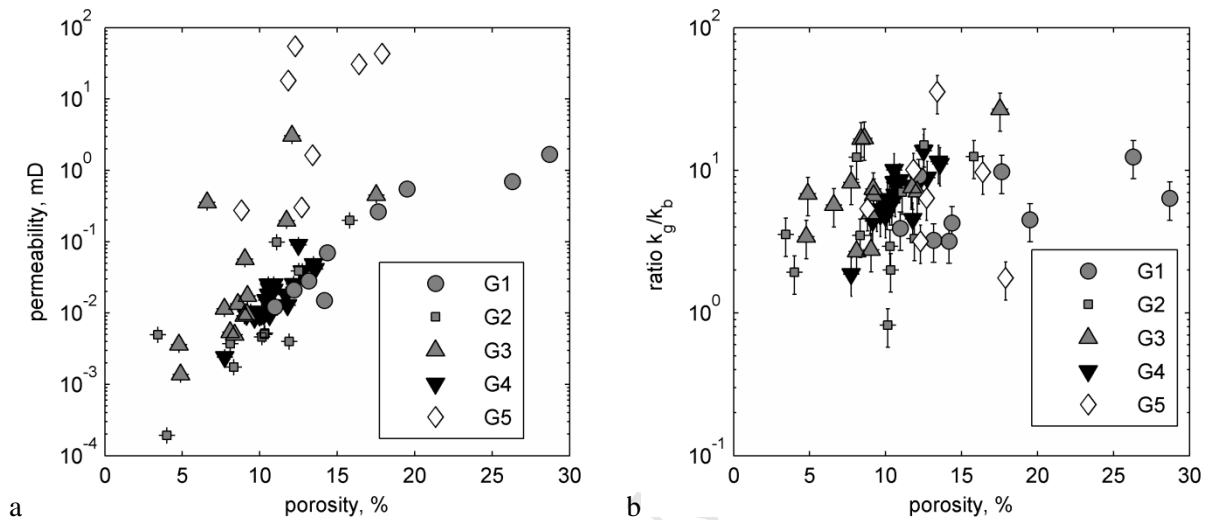 10^2
10^1
10^0
10^-1
10^-2
10^-3
10^-4
permeability, mD
0 5 10 15 20 25 30
porosity, %
G1
G2
G3
G4
G5
a
10^2
10^1
10^0
10^-1
ratio k_g/k_b
0 5 10 15 20 25 30
porosity, %
G1
G2
G3
G4
G5
b